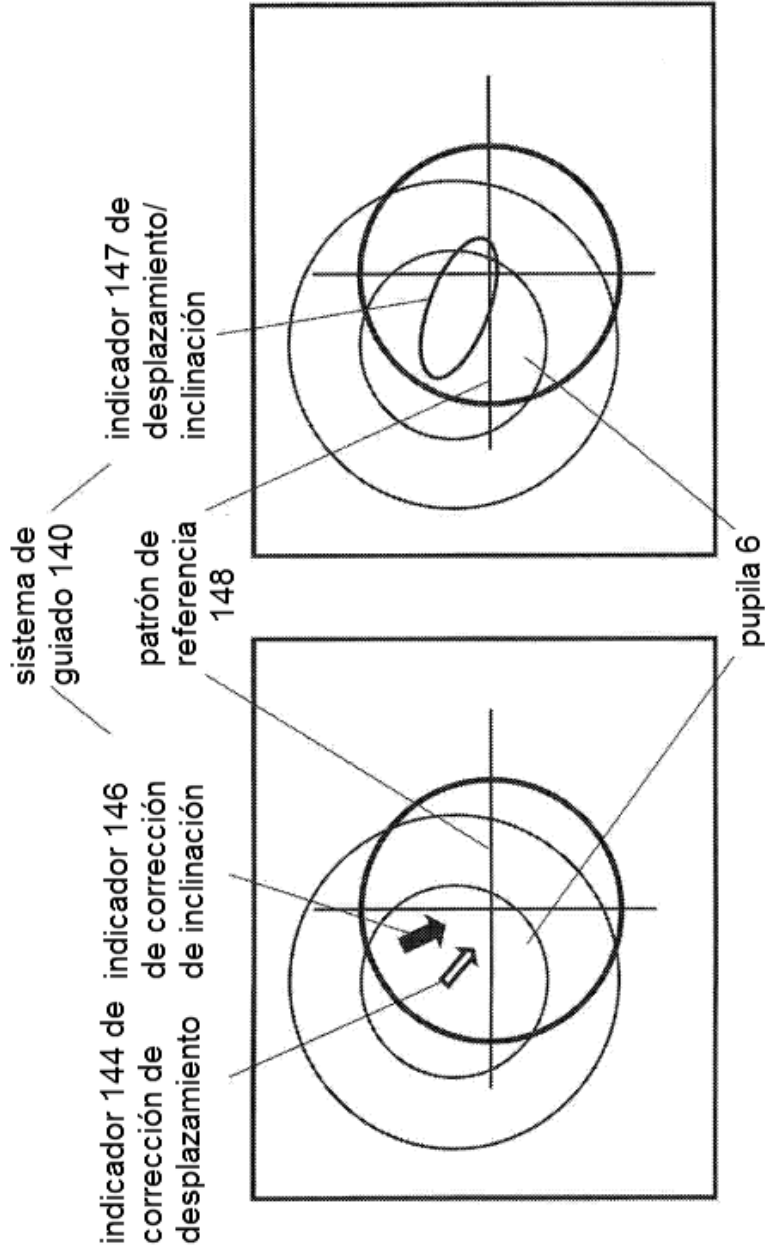 sistema de
guiado 140
indicador 144 de
corrección de
desplazamiento
indicador 146
de corrección
de inclinación
patrón de
referencia
148
indicador 147 de
desplazamiento/
inclinación
pupila 6